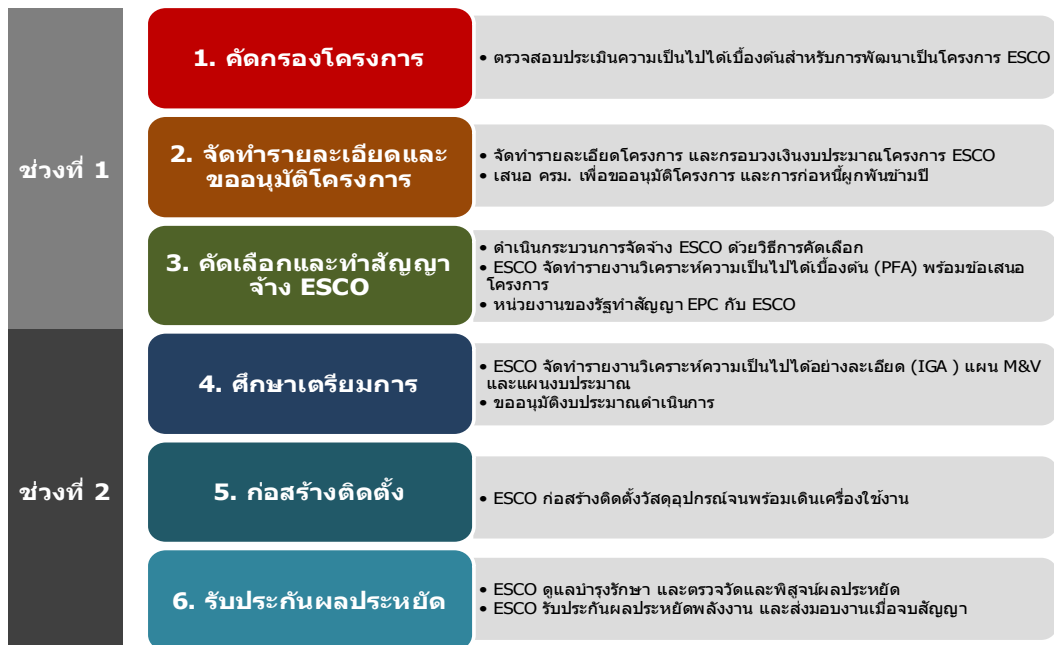 ช่วงที่ 1
1. คัดกรองโครงการ
• ตรวจสอบประเมินความเป็นไปได้เบื้องต้นสำหรับการพัฒนาเป็นโครงการ ESCO
2. จัดทำรายละเอียดและ
ขออนุมัติโครงการ
• จัดทำรายละเอียดโครงการ และกรอบวงเงินงบประมาณโครงการ ESCO
• เสนอ ครม. เพื่อขออนุมัติโครงการ และการก่อหนี้ผูกพันข้ามปี
3. คัดเลือกและทำสัญญา
จ้าง ESCO
• ดำเนินกระบวนการจัดจ้าง ESCO ด้วยวิธีการคัดเลือก
• ESCO จัดทำรายงานวิเคราะห์ความเป็นไปได้เบื้องต้น (PFA) พร้อมข้อเสนอ
โครงการ
• หน่วยงานของรัฐทำสัญญา EPC กับ ESCO
ช่วงที่ 2
4. ศึกษาเตรียมการ
• ESCO จัดทำรายงานวิเคราะห์ความเป็นไปได้อย่างละเอียด (IGA ) แผน M&V
และแผนงบประมาณ
• ขออนุมัติงบประมาณดำเนินการ
5. ก่อสร้างติดตั้ง
• ESCO ก่อสร้างติดตั้งวัสดุอุปกรณ์จนพร้อมเดินเครื่องใช้งาน
6. รับประกันผลประหยัด
• ESCO ดูแลบำรุงรักษา และตรวจวัดและพิสูจน์ผลประหยัด
• ESCO รับประกันผลประหยัดพลังงาน และส่งมอบงานเมื่อจบสัญญา